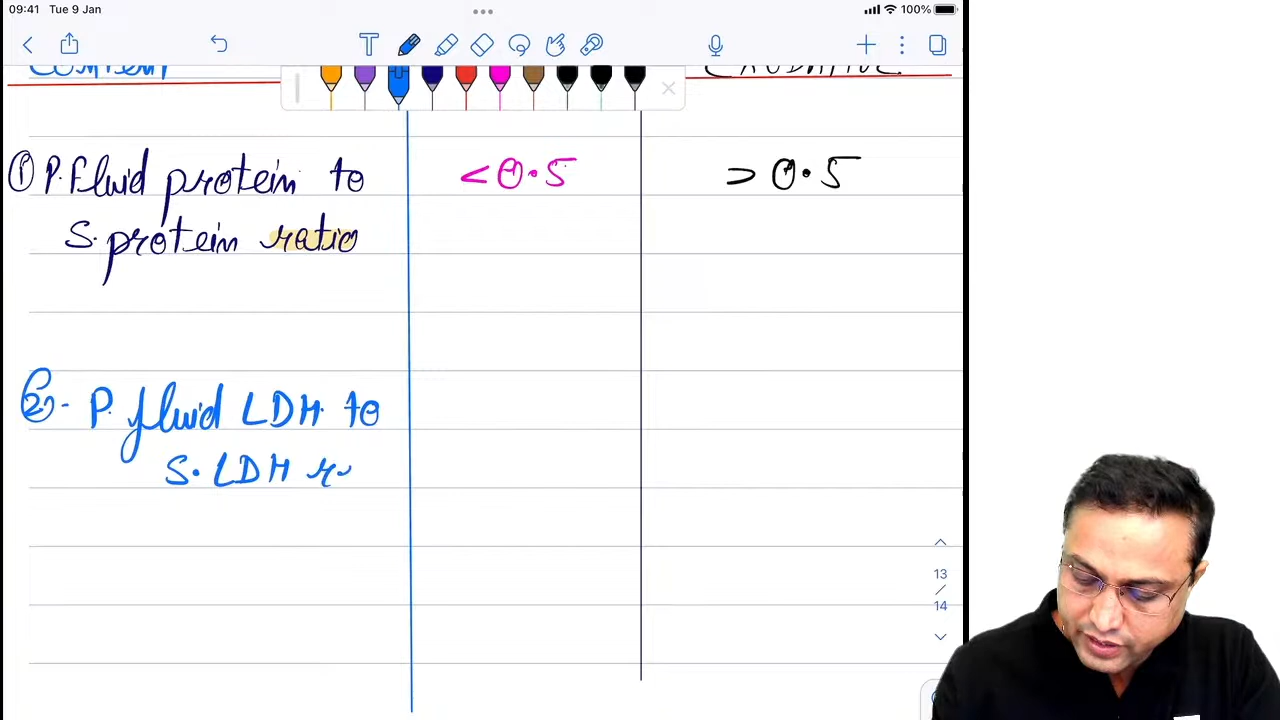 09:41 Tue 9 Jan
100%
T
① P. fluid protein to
S. protein ratio
< 0.5
> 0.5
②- P. fluid LDH to
S. LDH
13
/
14